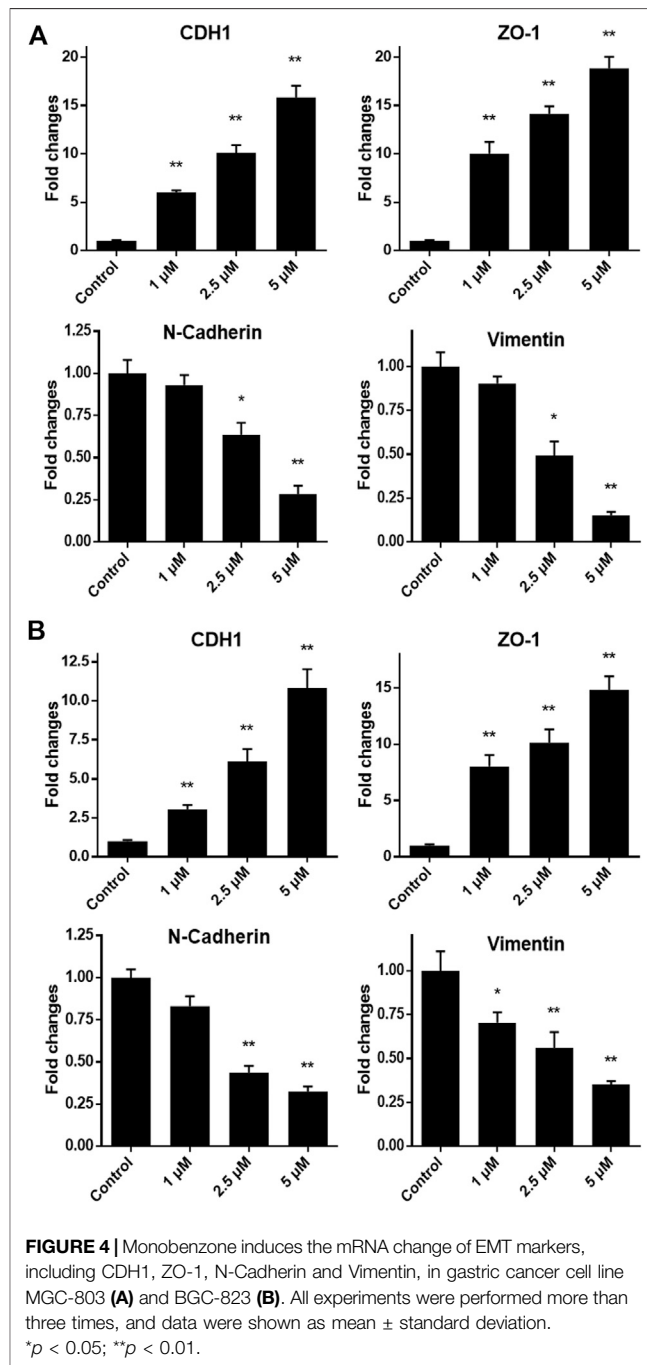 A
CDH1
Fold changes
20
15
10
5
0
**
**
**
Control
1 µM
2.5 µM
5 µM
ZO-1
Fold changes
20
15
10
5
0
**
**
**
Control
1 µM
2.5 µM
5 µM
N-Cadherin
Fold changes
1.25
1.00
0.75
0.50
0.25
0.00
*
**
Control
1 µM
2.5 µM
5 µM
Vimentin
Fold changes
1.00
0.75
0.50
0.25
0.00
*
**
Control
1 µM
2.5 µM
5 µM
B
CDH1
Fold changes
12.5
10.0
7.5
5.0
2.5
0.0
**
**
**
Control
1 µM
2.5 µM
5 µM
ZO-1
Fold changes
15
10
5
0
**
**
**
Control
1 µM
2.5 µM
5 µM
N-Cadherin
Fold changes
1.25
1.00
0.75
0.50
0.25
0.00
**
**
Control
1 µM
2.5 µM
5 µM
Vimentin
Fold changes
1.00
0.75
0.50
0.25
0.00
*
**
**
Control
1 µM
2.5 µM
5 µM
FIGURE 4 | Monobenzone induces the mRNA change of EMT markers,
including CDH1, ZO-1, N-Cadherin and Vimentin, in gastric cancer cell line
MGC-803 (A) and BGC-823 (B). All experiments were performed more than
three times, and data were shown as mean ± standard deviation.
*p < 0.05; **p < 0.01.